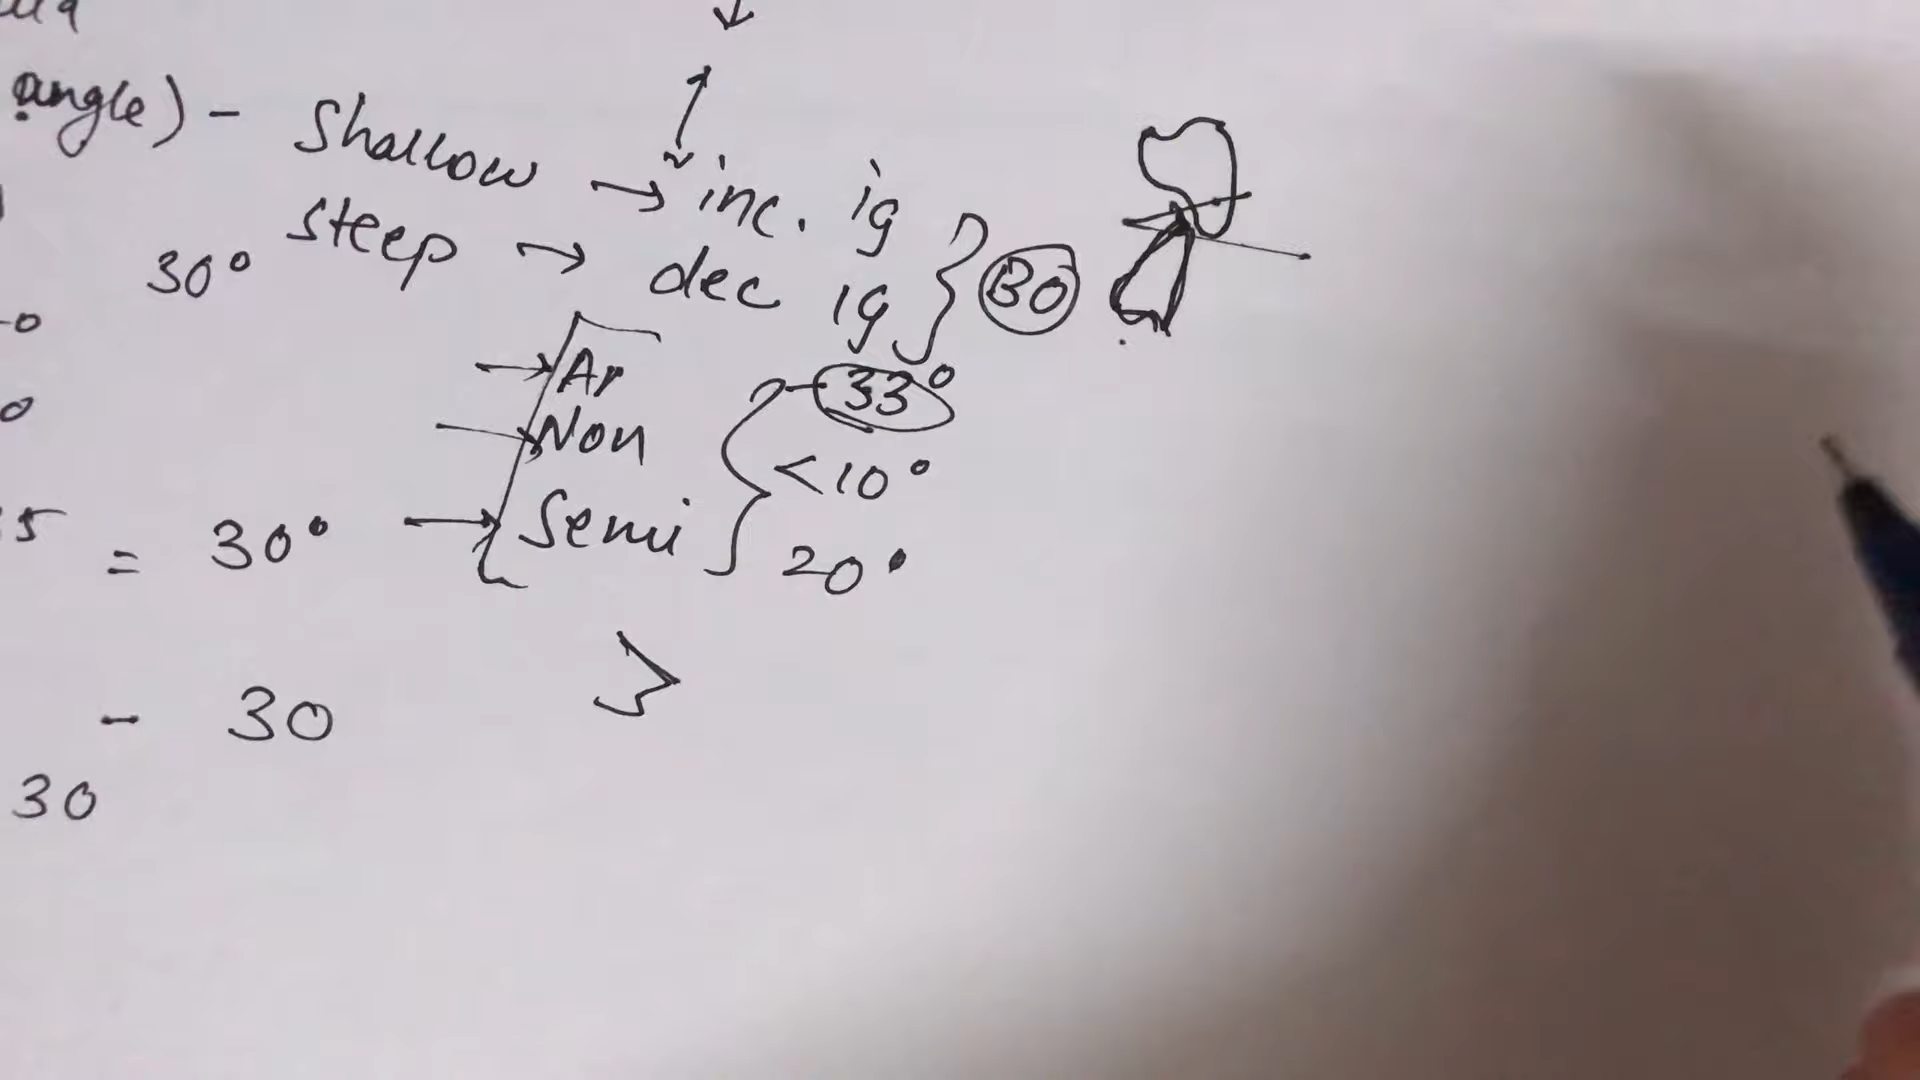 angle) - Shallow → inc. ig
30° steep → dec ig } 30
→ Ar - 33°
→ Non < 10°
= 30° → Semi 20°
- 30
30